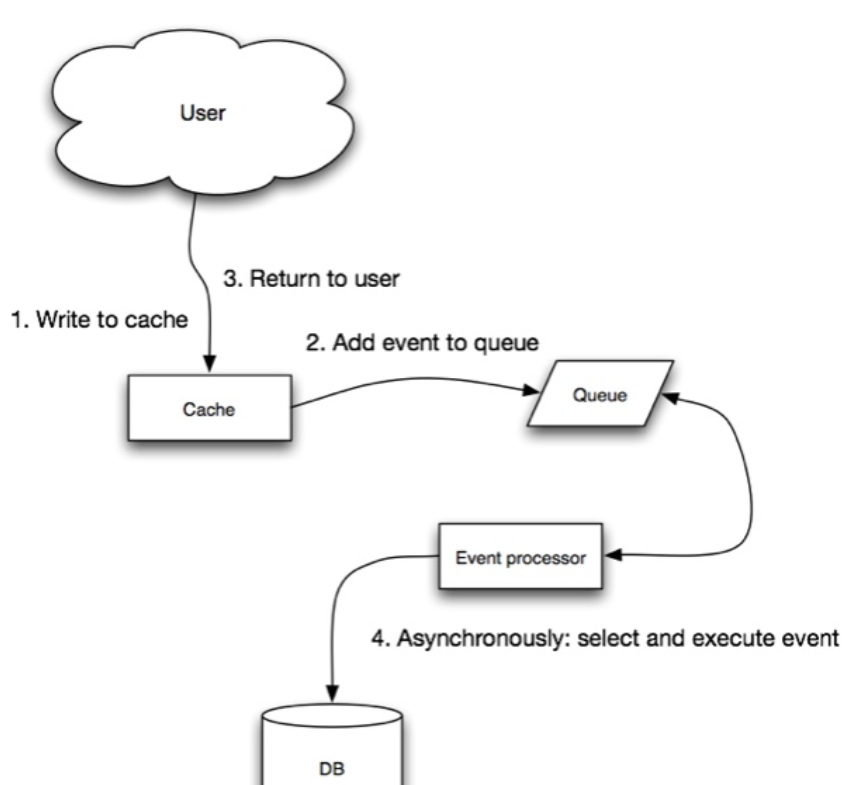 User
3. Return to user
1. Write to cache
2. Add event to queue
Cache
Queue
Event processor
4. Asynchronously: select and execute event
DB